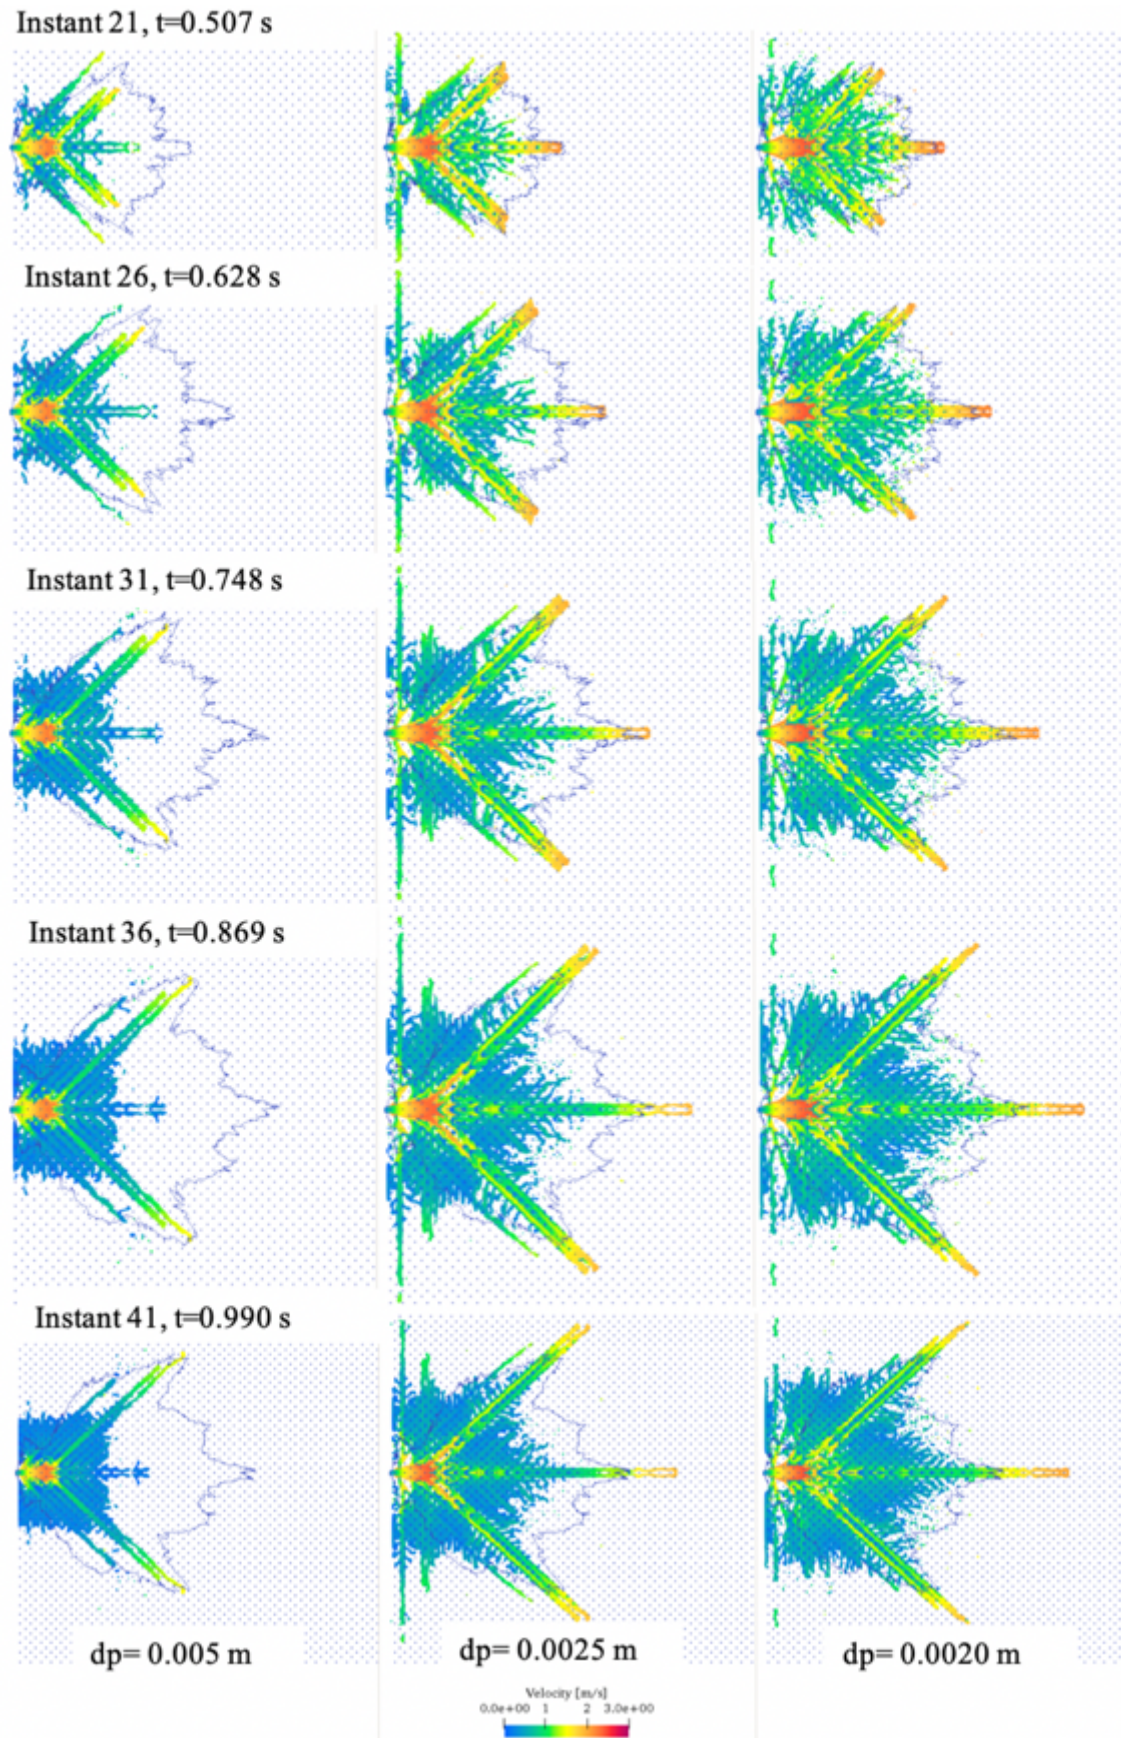 Instant 21, t=0.507 s
Instant 26, t=0.628 s
Instant 31, t=0.748 s
Instant 36, t=0.869 s
Instant 41, t=0.990 s
dp= 0.005 m
dp= 0.0025 m
dp= 0.0020 m
Velocity [m/s]
0.0e+00 1 2 3.0e+00